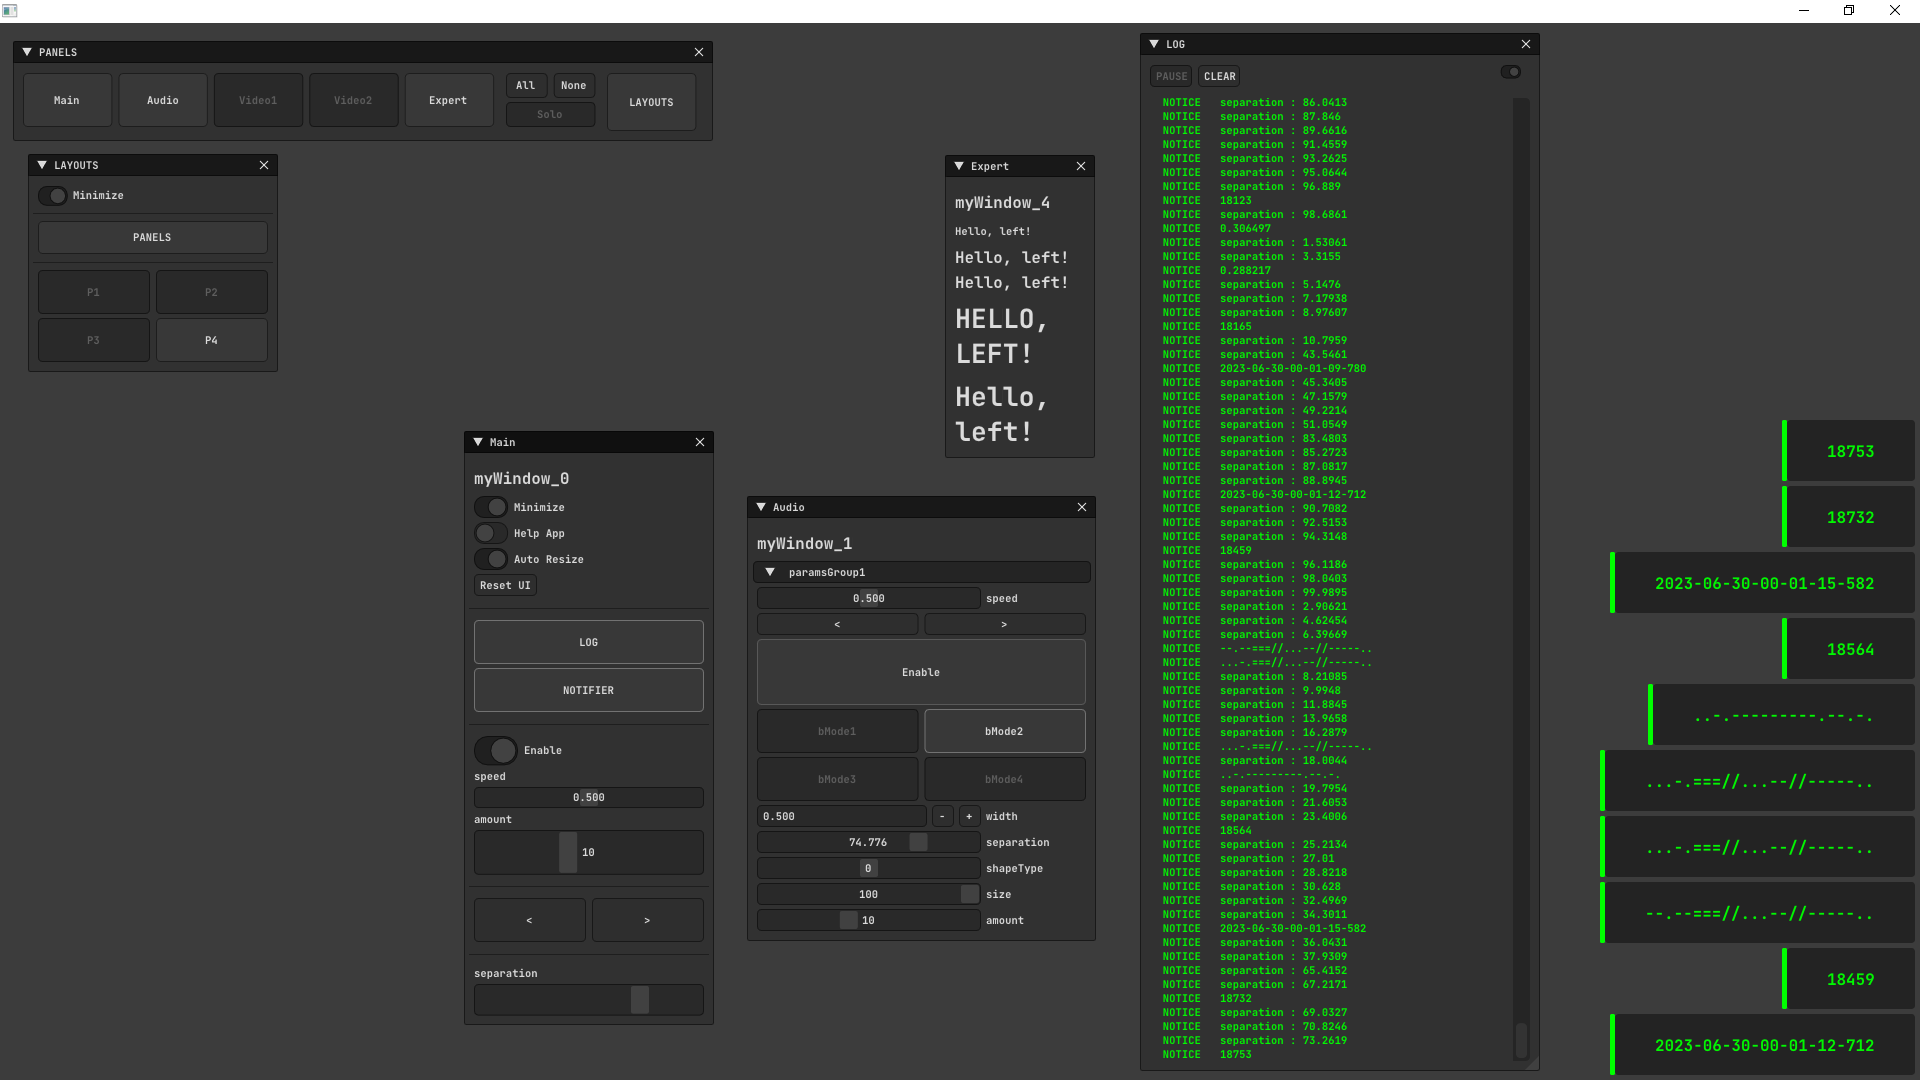 PANELS
Main
Audio
Video1
Video2
Expert
All
None
Solo
LAYOUTS
LAYOUTS
Minimize
PANELS
P1
P2
P3
P4
Main
myWindow_0
Minimize
Help App
Auto Resize
Reset UI
LOG
NOTIFIER
Enable
speed
0.500
amount
10
<
>
separation
Expert
myWindow_4
Hello, left!
Hello, left!
Hello, left!
HELLO,
LEFT!
Hello,
left!
Audio
myWindow_1
paramsGroup1
0.500 speed
<
>
Enable
bMode1
bMode2
bMode3
bMode4
0.500 - + width
74.776 separation
0 shapeType
100 size
10 amount
LOG
PAUSE CLEAR
NOTICE separation : 86.0413
NOTICE separation : 87.846
NOTICE separation : 89.6616
NOTICE separation : 91.4559
NOTICE separation : 93.2625
NOTICE separation : 95.0644
NOTICE separation : 96.889
NOTICE 18123
NOTICE separation : 98.6861
NOTICE 0.306497
NOTICE separation : 1.53061
NOTICE separation : 3.3155
NOTICE 0.288217
NOTICE separation : 5.1476
NOTICE separation : 7.17938
NOTICE separation : 8.97607
NOTICE 18165
NOTICE separation : 10.7959
NOTICE separation : 43.5461
NOTICE 2023-06-30-00-01-09-780
NOTICE separation : 45.3405
NOTICE separation : 47.1579
NOTICE separation : 49.2214
NOTICE separation : 51.0549
NOTICE separation : 83.4803
NOTICE separation : 85.2723
NOTICE separation : 87.0817
NOTICE separation : 88.8945
NOTICE 2023-06-30-00-01-12-712
NOTICE separation : 90.7082
NOTICE separation : 92.5153
NOTICE separation : 94.3148
NOTICE 18459
NOTICE separation : 96.1186
NOTICE separation : 98.0403
NOTICE separation : 99.9895
NOTICE separation : 2.90621
NOTICE separation : 4.62454
NOTICE separation : 6.39669
NOTICE --.--===//...--//-----..
NOTICE ...-.===//...--//-----..
NOTICE separation : 8.21085
NOTICE separation : 9.9948
NOTICE separation : 11.8845
NOTICE separation : 13.9658
NOTICE separation : 16.2879
NOTICE ...-.===//...--//-----..
NOTICE separation : 18.0044
NOTICE ..-.---------.--.-.
NOTICE separation : 19.7954
NOTICE separation : 21.6053
NOTICE separation : 23.4006
NOTICE 18564
NOTICE separation : 25.2134
NOTICE separation : 27.01
NOTICE separation : 28.8218
NOTICE separation : 30.628
NOTICE separation : 32.4969
NOTICE separation : 34.3011
NOTICE 2023-06-30-00-01-15-582
NOTICE separation : 36.0431
NOTICE separation : 37.9309
NOTICE separation : 65.4152
NOTICE separation : 67.2171
NOTICE 18732
NOTICE separation : 69.0327
NOTICE separation : 70.8246
NOTICE separation : 73.2619
NOTICE 18753
18753
18732
2023-06-30-00-01-15-582
18564
..-.---------.--.-.
...-.===//...--//-----..
...-.===//...--//-----..
--.--===//...--//-----..
18459
2023-06-30-00-01-12-712